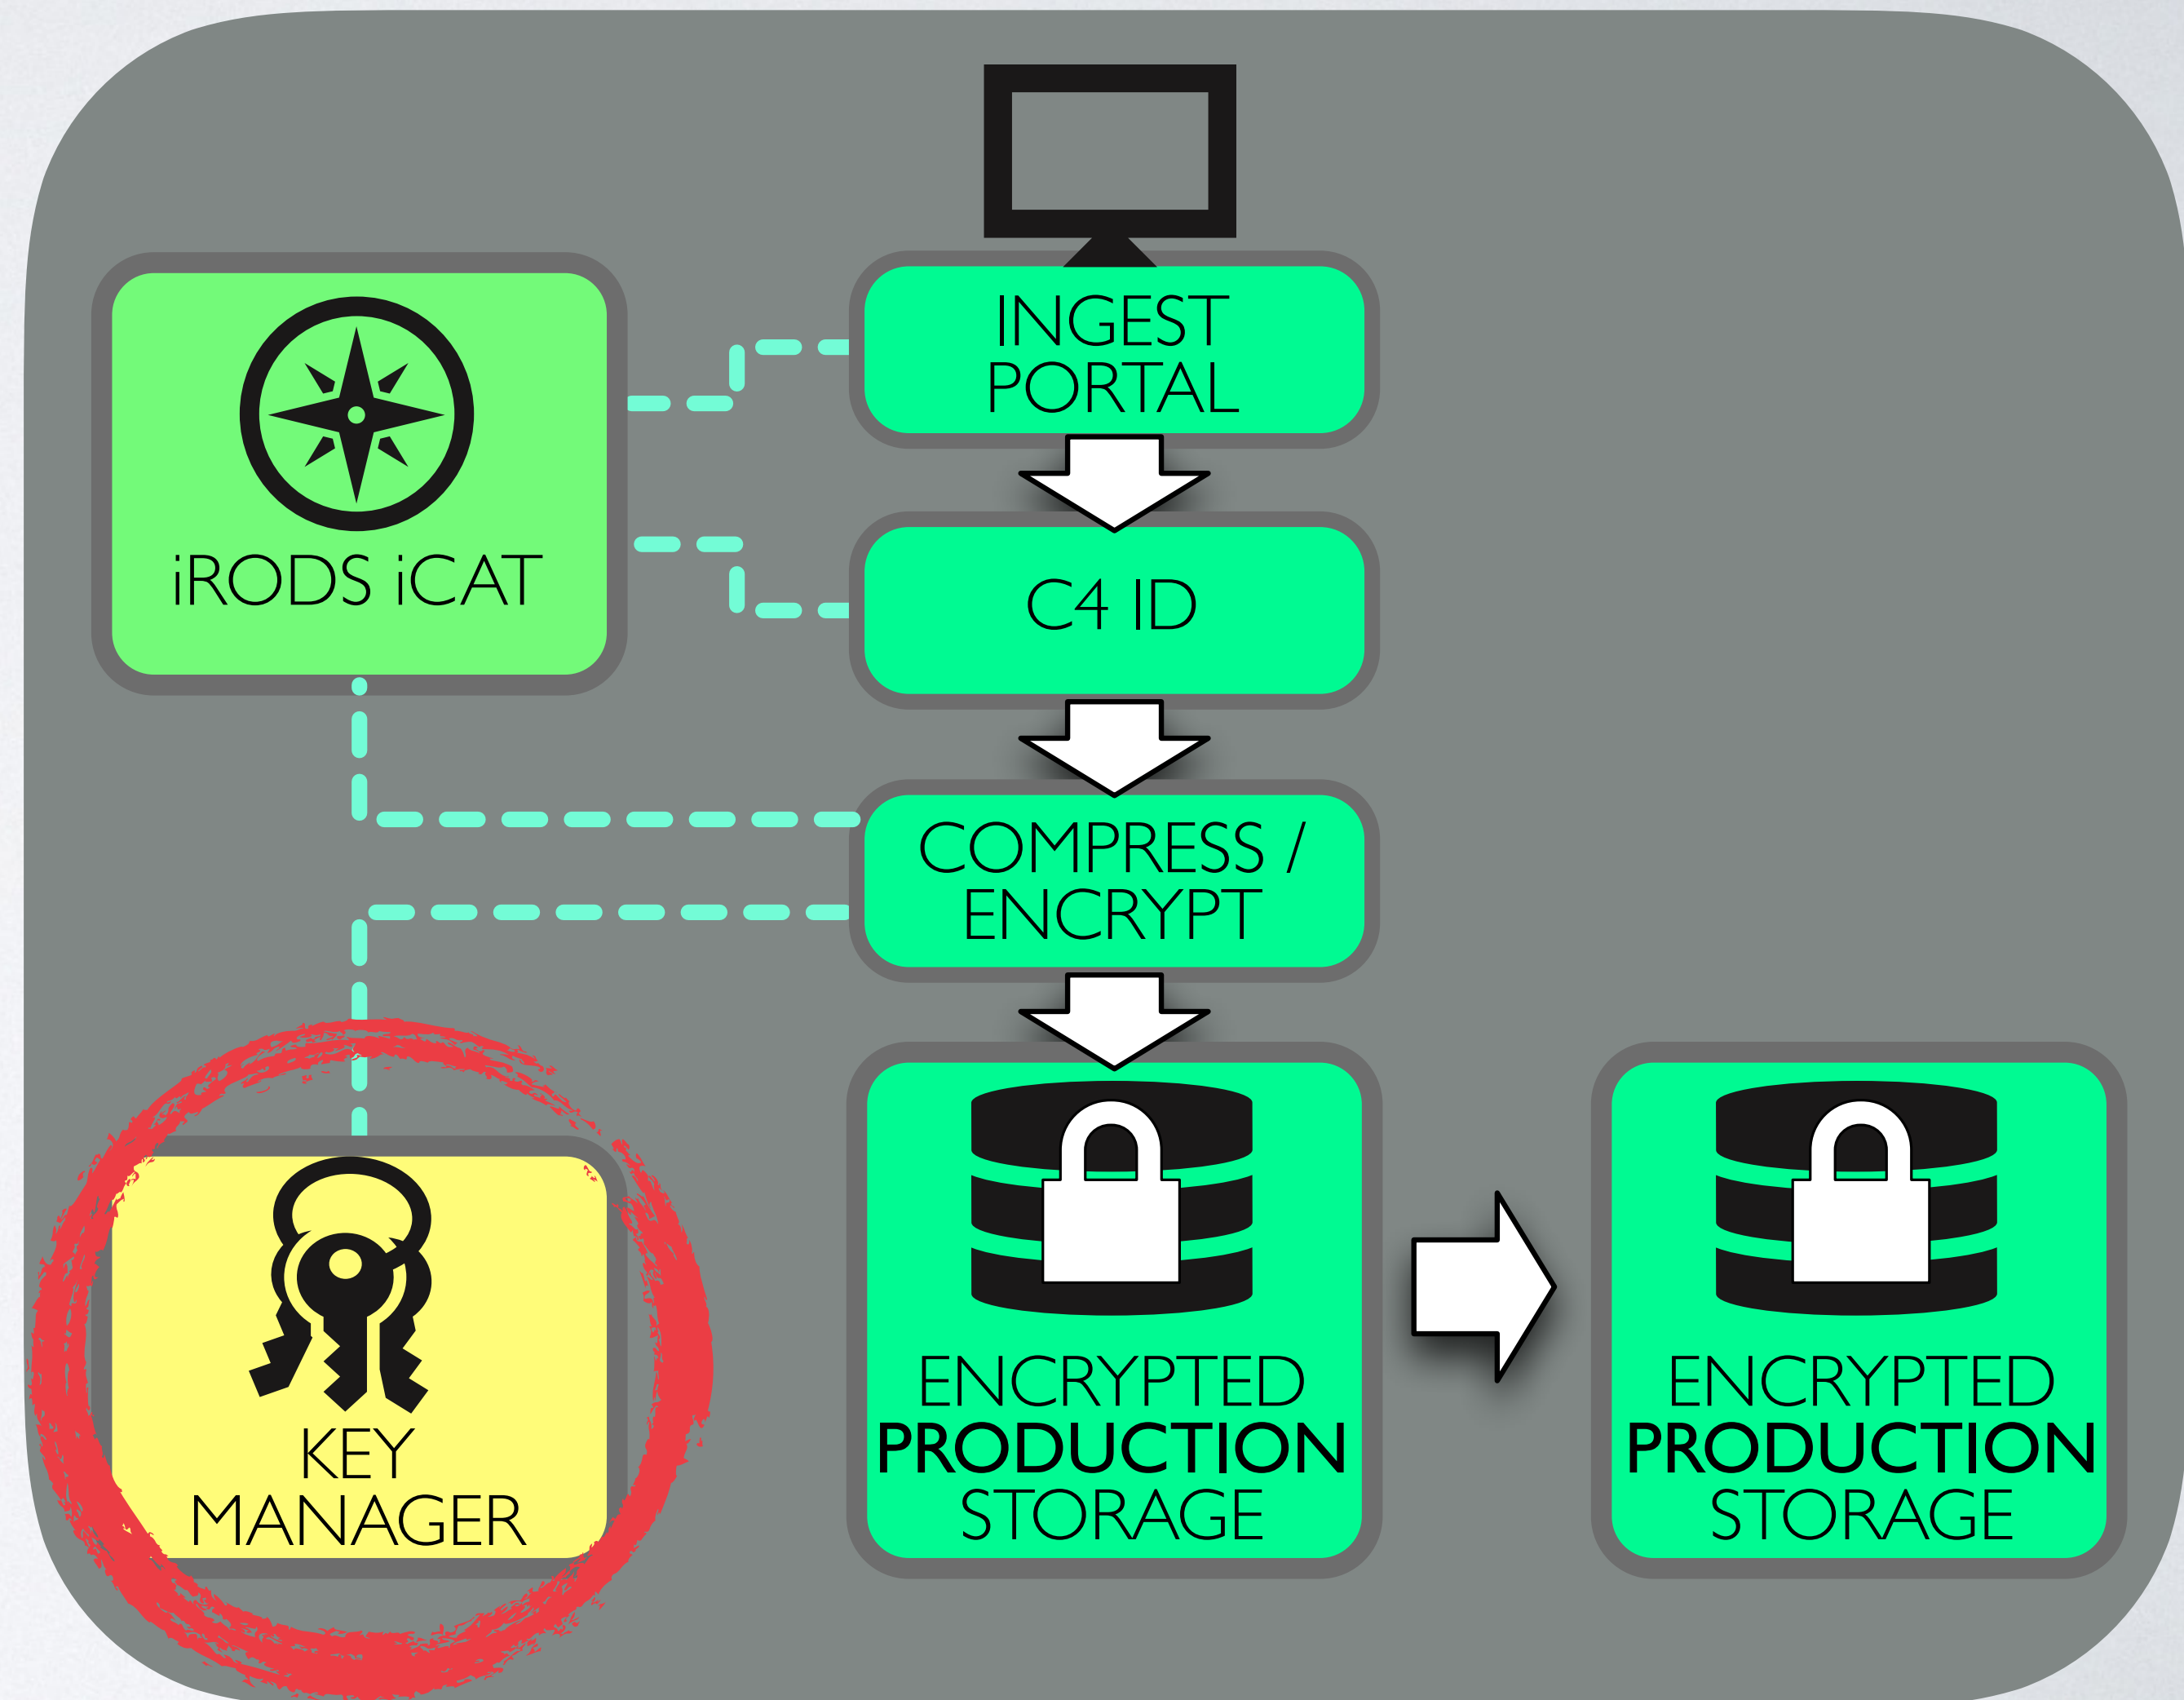 INGEST
PORTAL
iRODS iCAT
C4 ID
COMPRESS /
ENCRYPT
KEY
MANAGER
ENCRYPTED
PRODUCTION
STORAGE
ENCRYPTED
PRODUCTION
STORAGE